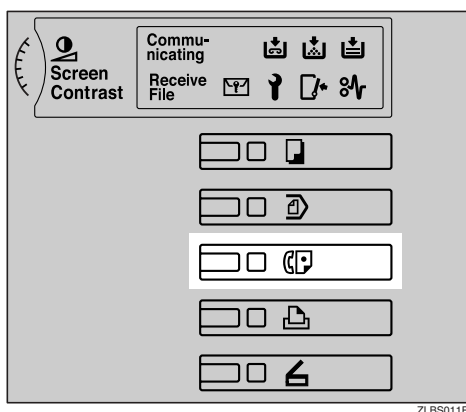 Commu-
nicating
Receive
File
Screen
Contrast
ZLBS011E